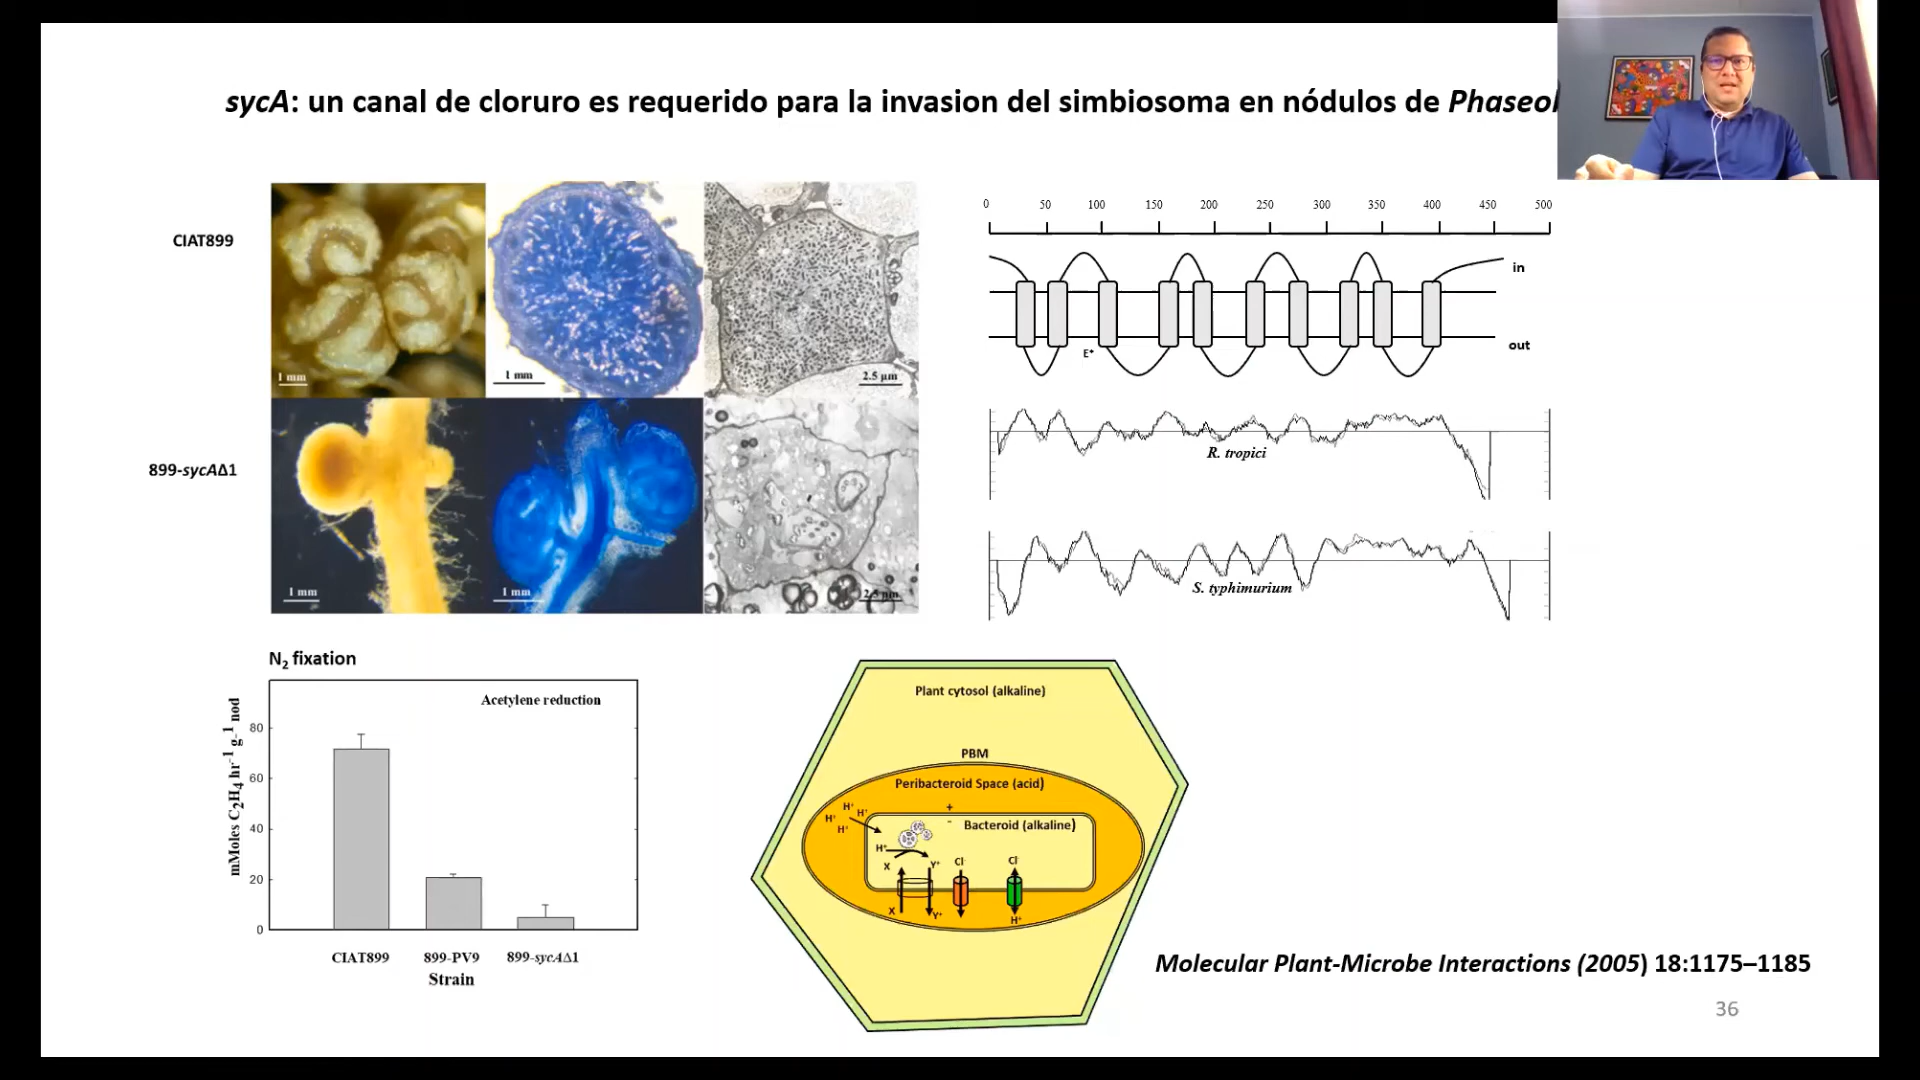 sycA: un canal de cloruro es requerido para la invasion del simbiosoma en nódulos de Phaseol
CIAT899
1 mm
1 mm
2.5 µm
899-sycAΔ1
1 mm
1 mm
2.5 µm
0 50 100 150 200 250 300 350 400 450 500
in
out
E*
R. tropici
S. typhimurium
N2 fixation
Acetylene reduction
mMoles C2H4 hr-1 g-1 nod
80
60
40
20
0
CIAT899 899-PV9 899-sycAΔ1
Strain
Plant cytosol (alkaline)
PBM
Peribacteroid Space (acid)
+
-
H+ H+ H+ H+
Bacteroid (alkaline)
H+
X Y+ Cl Cl
X Y+ H+
Molecular Plant-Microbe Interactions (2005) 18:1175–1185
36